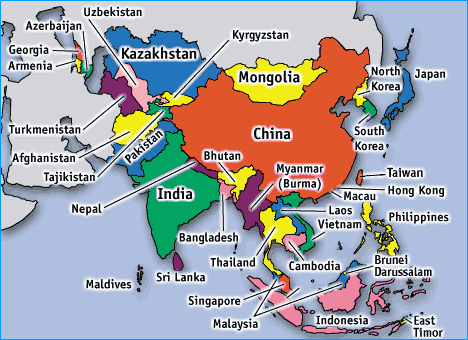 Uzbekistan
Azerbaijan
Georgia
Armenia
Kazakhstan
Kyrgyzstan
Mongolia
North
Korea
Japan
Turkmenistan
Afghanistan
Tajikistan
Pakistan
China
South
Korea
Bhutan
Myanmar
(Burma)
Taiwan
Hong Kong
Macau
Nepal
India
Laos
Vietnam
Philippines
Bangladesh
Thailand
Cambodia
Brunei
Darussalam
Maldives
Sri Lanka
Singapore
Malaysia
Indonesia
East
Timor